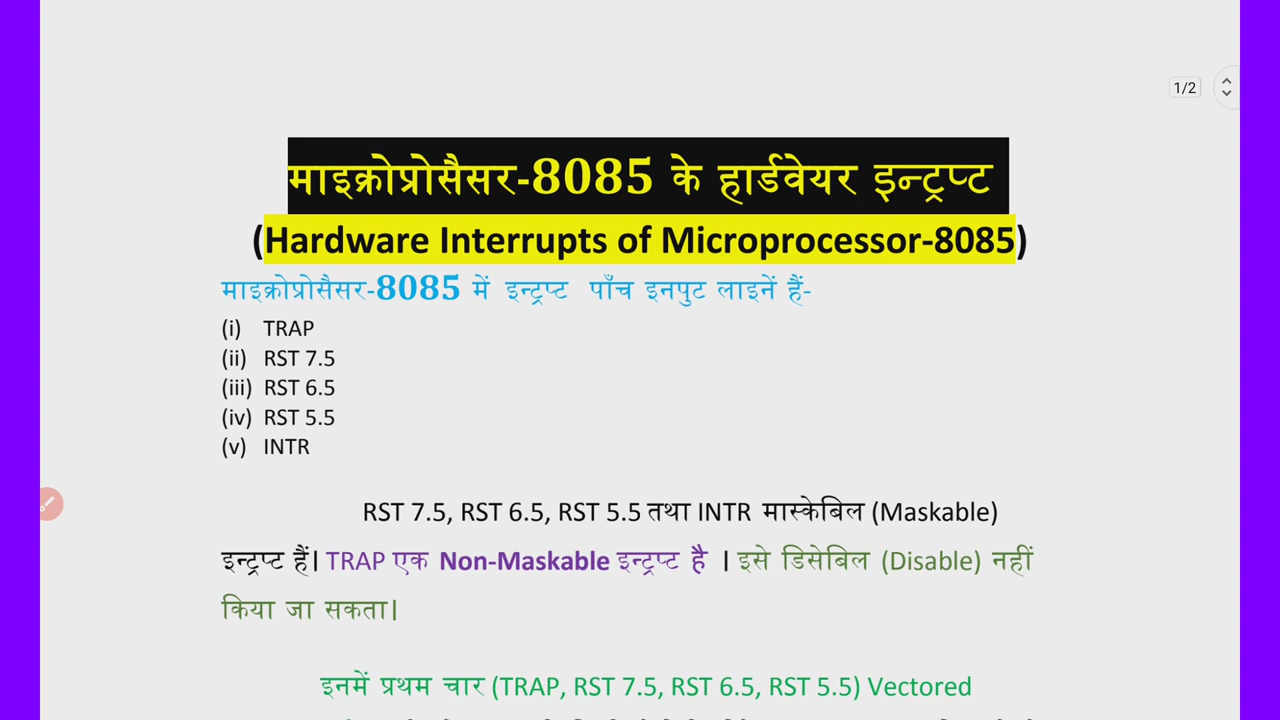 1/2
माइक्रोप्रोसैसर-8085 के हार्डवेयर इन्ट्रप्ट
(Hardware Interrupts of Microprocessor-8085)
माइक्रोप्रोसैसर-8085 में इन्ट्रप्ट पाँच इनपुट लाइनें हैं-
(i) TRAP
(ii) RST 7.5
(iii) RST 6.5
(iv) RST 5.5
(v) INTR
RST 7.5, RST 6.5, RST 5.5 तथा INTR मास्केबिल (Maskable)
इन्ट्रप्ट हैं। TRAP एक Non-Maskable इन्ट्रप्ट है । इसे डिसेबिल (Disable) नहीं
किया जा सकता।
इनमें प्रथम चार (TRAP, RST 7.5, RST 6.5, RST 5.5) Vectored